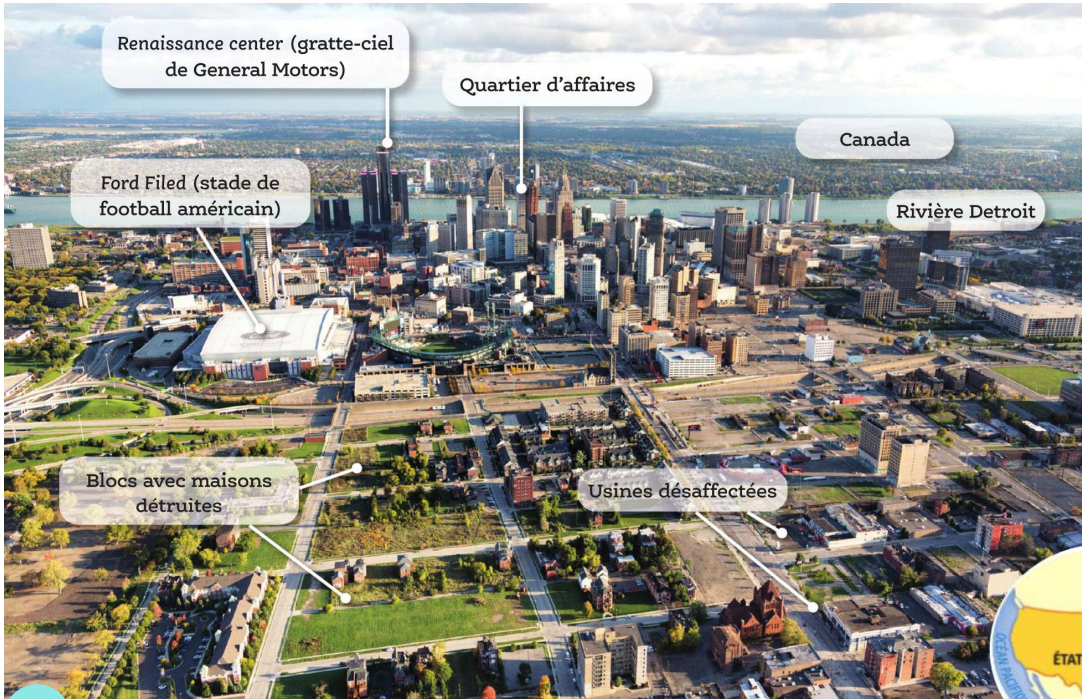 Renaissance center (gratte-ciel
de General Motors)
Quartier d'affaires
Canada
Ford Filed (stade de
football américain)
Rivière Detroit
Blocs avec maisons
détruites
Usines désaffectées
ÉTAT